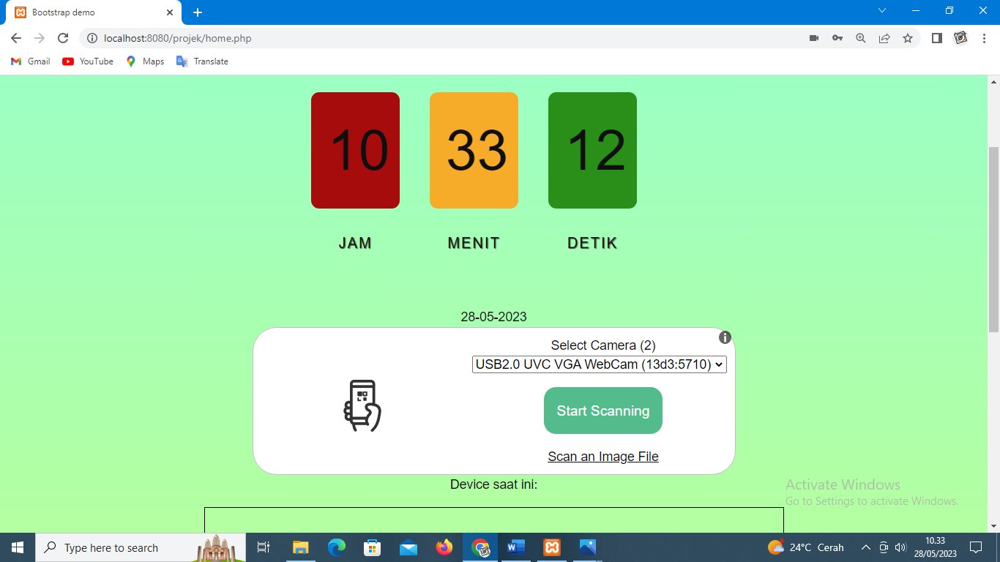 Bootstrap demo
localhost:8080/projek/home.php
Gmail YouTube Maps Translate
10 33 12
JAM MENIT DETIK
28-05-2023
Select Camera (2)
USB2.0 UVC VGA WebCam (13d3:5710)
Start Scanning
Scan an Image File
Device saat ini:
Activate Windows
Go to Settings to activate Windows.
Type here to search
24°C Cerah
10.33
28/05/2023